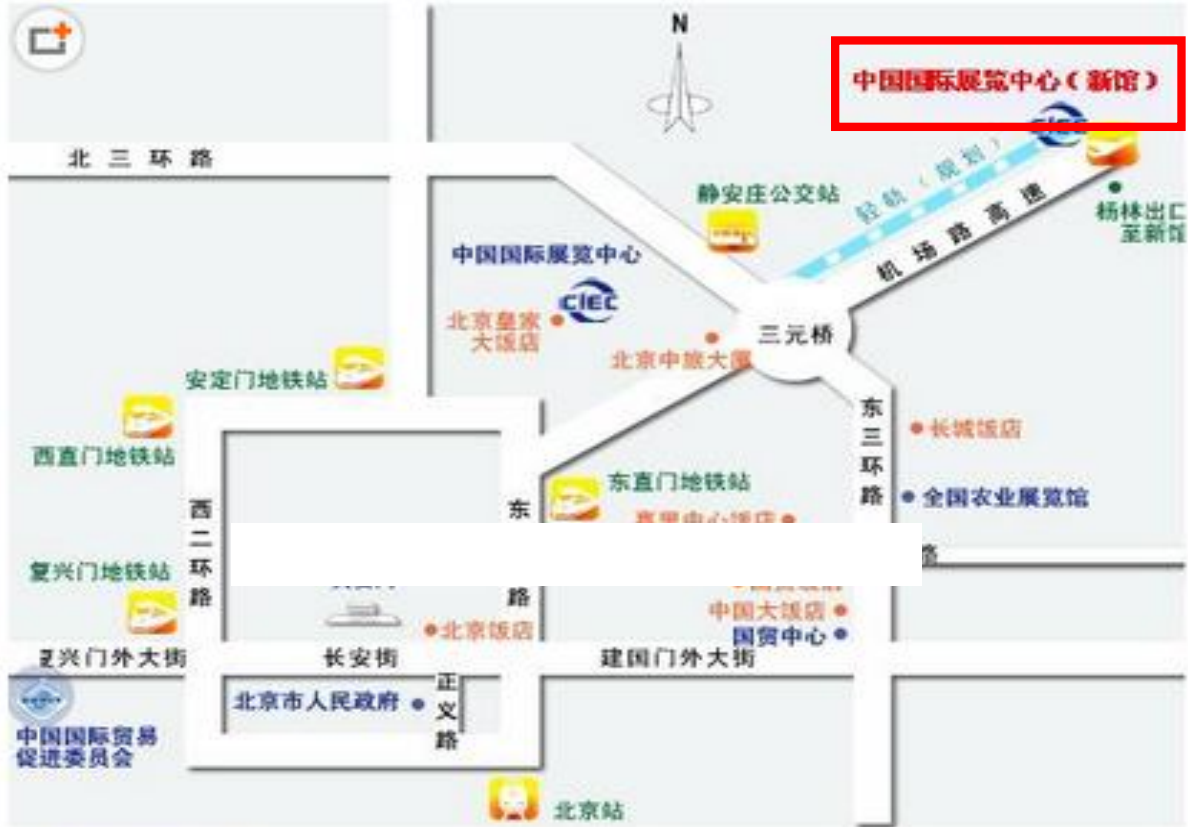 N
中国国际展览中心（新馆）
CIEC
北三环路
轻轨（规划）
静安庄公交站
机场路高速
杨林出口
至新馆
中国国际展览中心
CIEC
北京皇家
大饭店
三元桥
北京中旅大厦
安定门地铁站
东三环路
长城饭店
西直门地铁站
东直门地铁站
全国农业展览馆
西二环路
东
路
复兴门地铁站
路
中国大饭店
国贸中心
北京饭店
复兴门外大街
长安街
建国门外大街
北京市人民政府
正义路
中国国际贸易
促进委员会
北京站